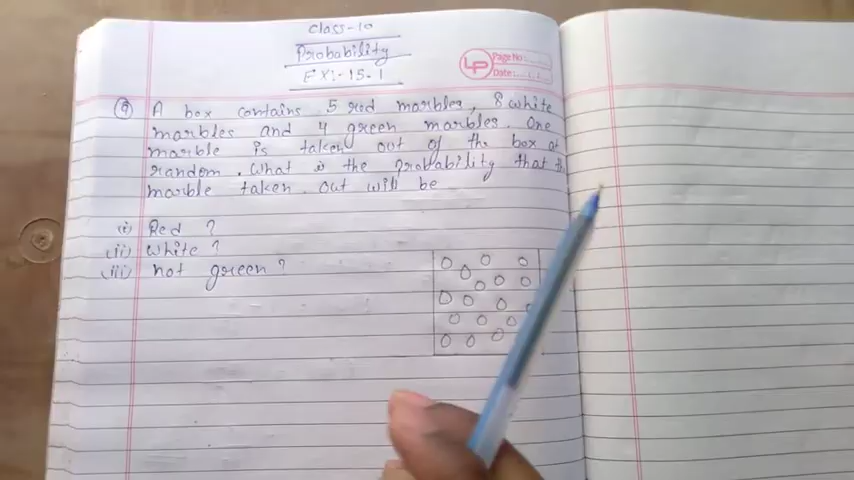 Class-10
Probability
EX:-15.1
LP
Page No:
Date:
9 A box contains 5 red marbles, 8 white
marbles and 4 green marbles. One
marble is taken out of the box at
random. What is the probability that the
marble taken out will be
(i) Red ?
(ii) White ?
(iii) not green ?